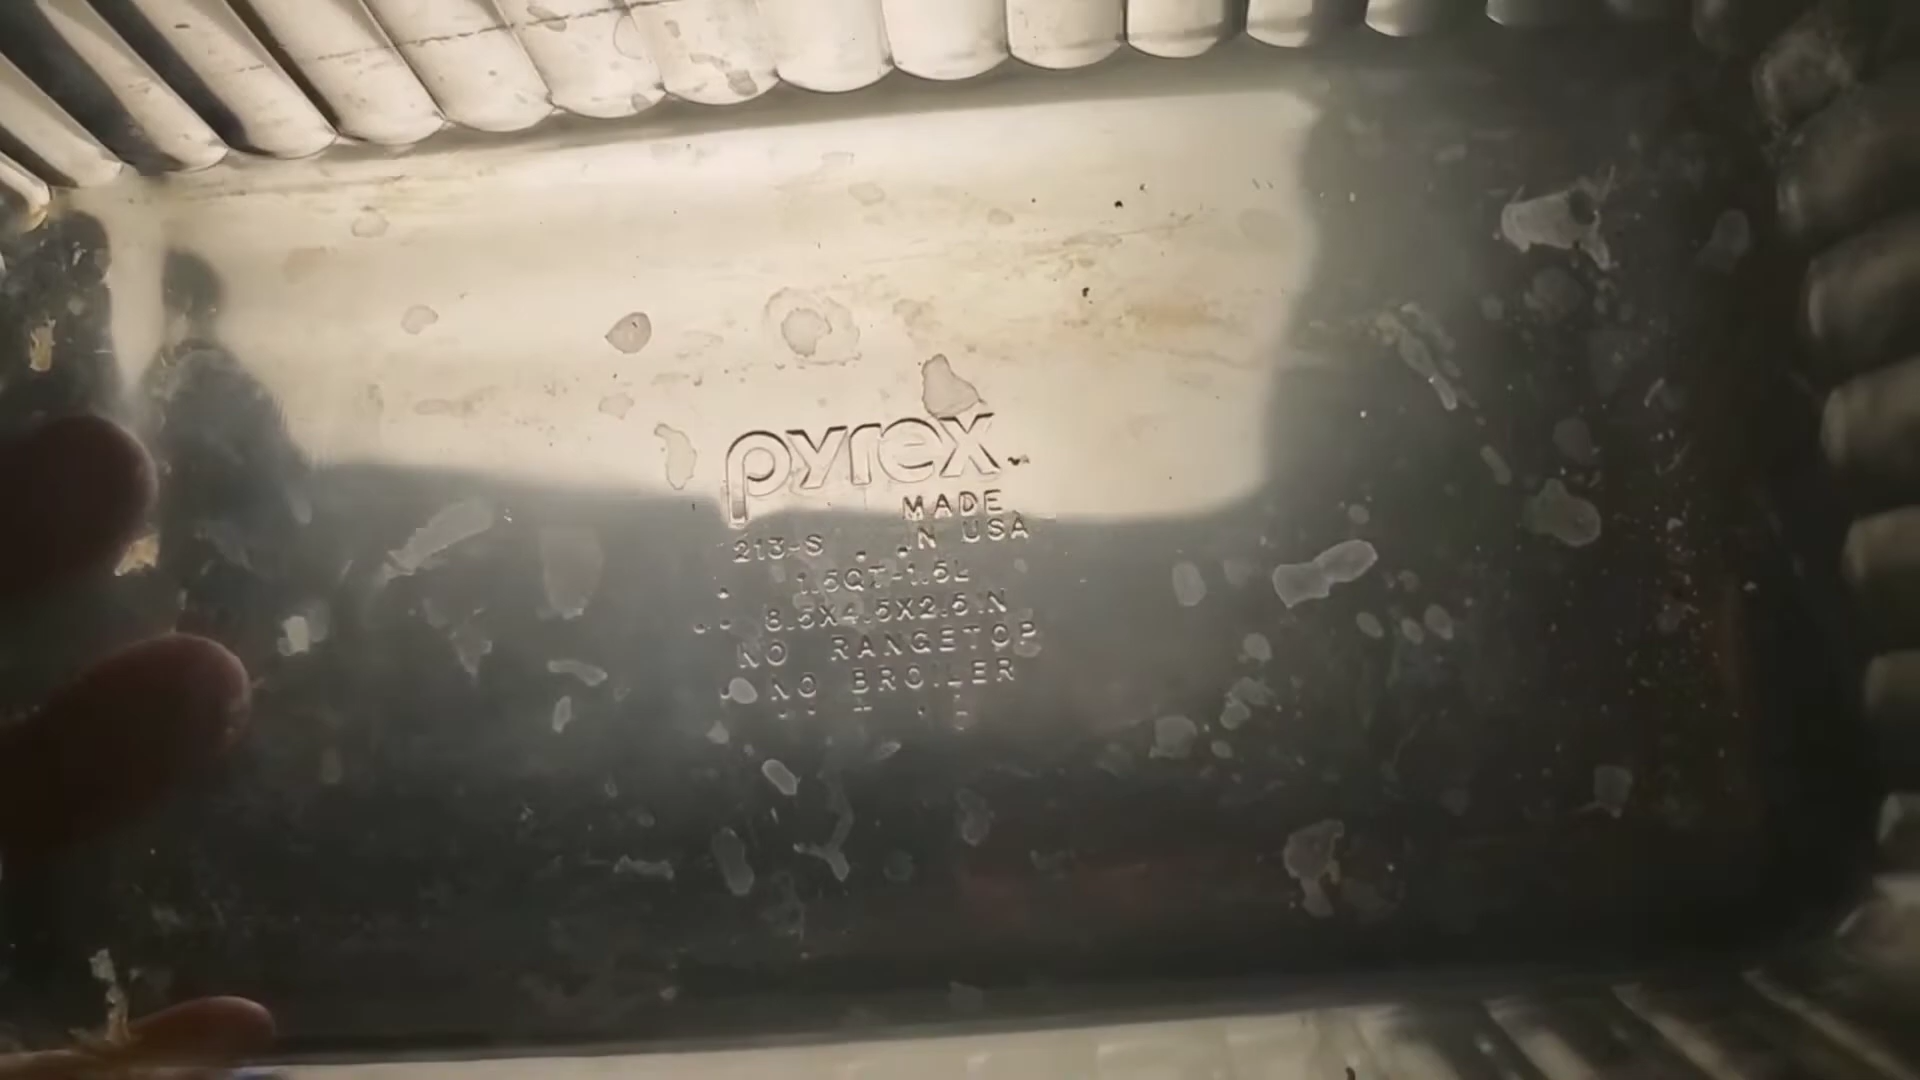 pyrex
MADE
213-S IN USA
1.5QT-1.5L
8.5X4.5X2.5IN
NO RANGETOP
NO BROILER